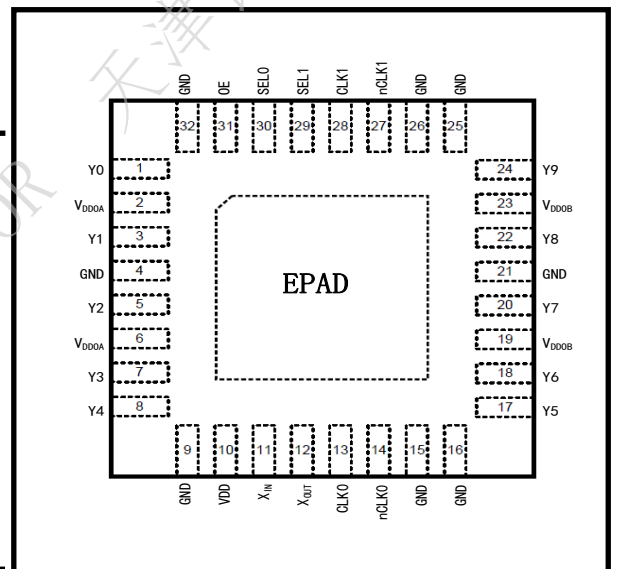 天津
OR
GND OE SEL0 SEL1 CLK1 nCLK1 GND GND
32 31 30 29 28 27 26 25
Y0 1 24 Y9
VDDOA 2 23 VDDOB
Y1 3 22 Y8
GND 4 21 GND
EPAD
Y2 5 20 Y7
VDDOA 6 19 VDDOB
Y3 7 18 Y6
Y4 8 17 Y5
9 10 11 12 13 14 15 16
GND VDD XIN XOUT CLK0 nCLK0 GND GND